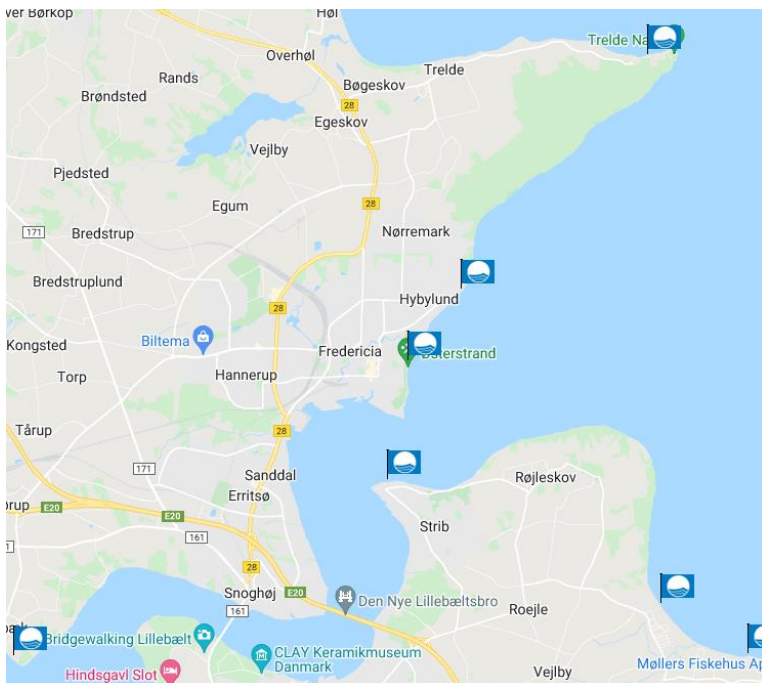 ver Børkop
Høl
Trelde Na
Overhøl
Trelde
Rands
Bøgeskov
Brøndsted
28
Egeskov
Vejlby
Pjedsted
Egum
28
171
Bredstrup
Nørremark
Bredstruplund
Hybylund
28
Kongsted
Biltema
Fredericia
Østerstrand
Torp
Hannerup
Tårup
28
171
Sanddal
Røjleskov
Erritsø
ørup
E20
E20
Strib
161
28
Snoghøj
E20
Den Nye Lillebæltsbro
161
Roejle
Bridgewalking Lillebælt
CLAY Keramikmuseum
Danmark
Møllers Fiskehus Ap
Hindsgavl Slot
Vejlby